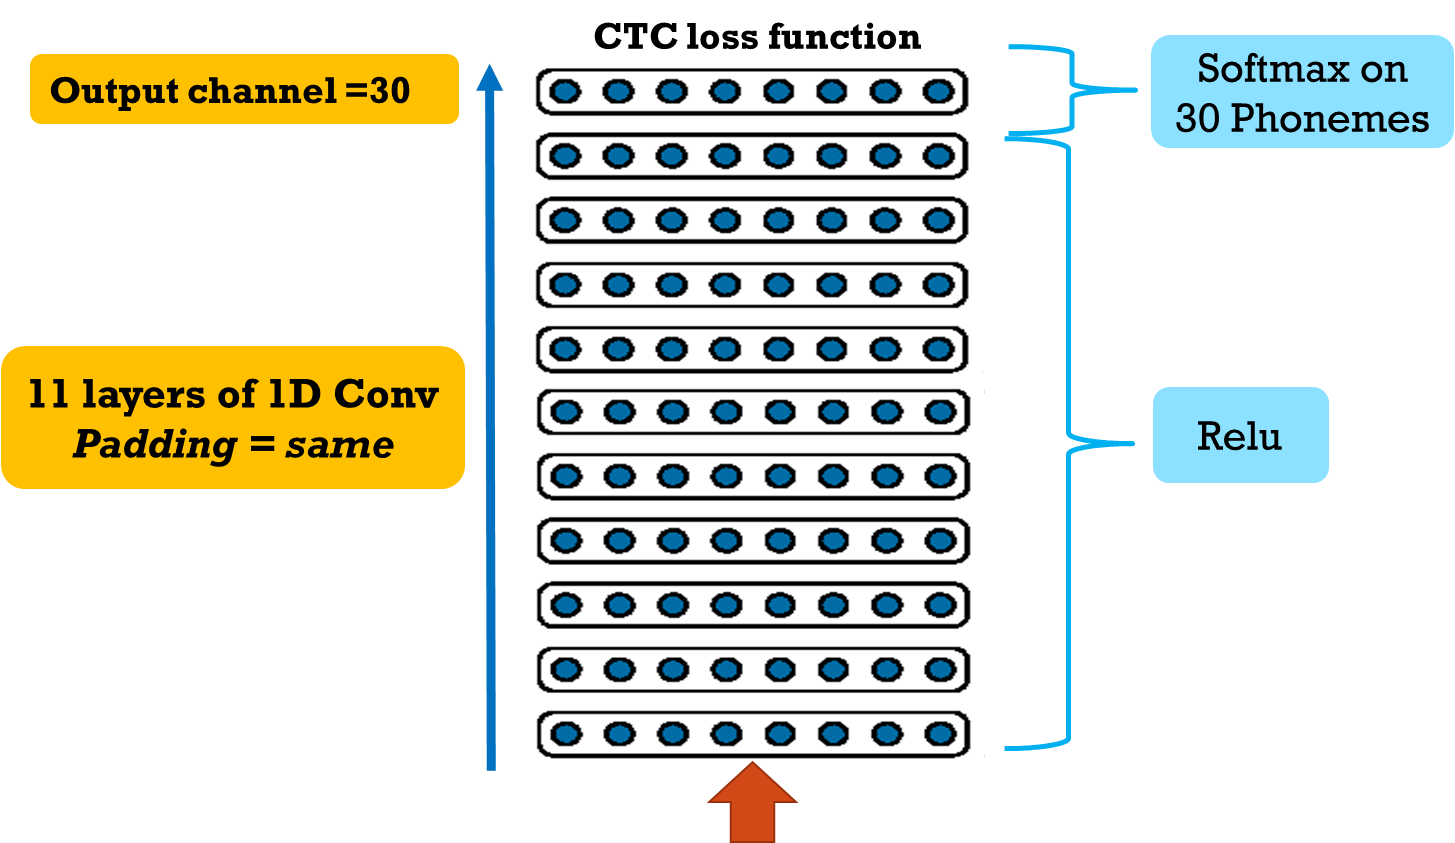 CTC loss function
Output channel =30
Softmax on
30 Phonemes
11 layers of 1D Conv
Padding = same
Relu